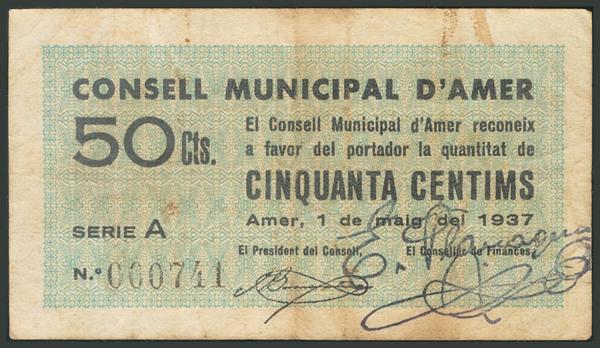 CONSELL MUNICIPAL D'AMER
50 Cts.
El Consell Municipal d'Amer reconeix
a favor del portador la quantitat de
CINQUANTA CENTIMS
Amer, 1 de maig del 1937
SERIE A
El President del Consell,
El Conseller de Finances,
N.º 000741